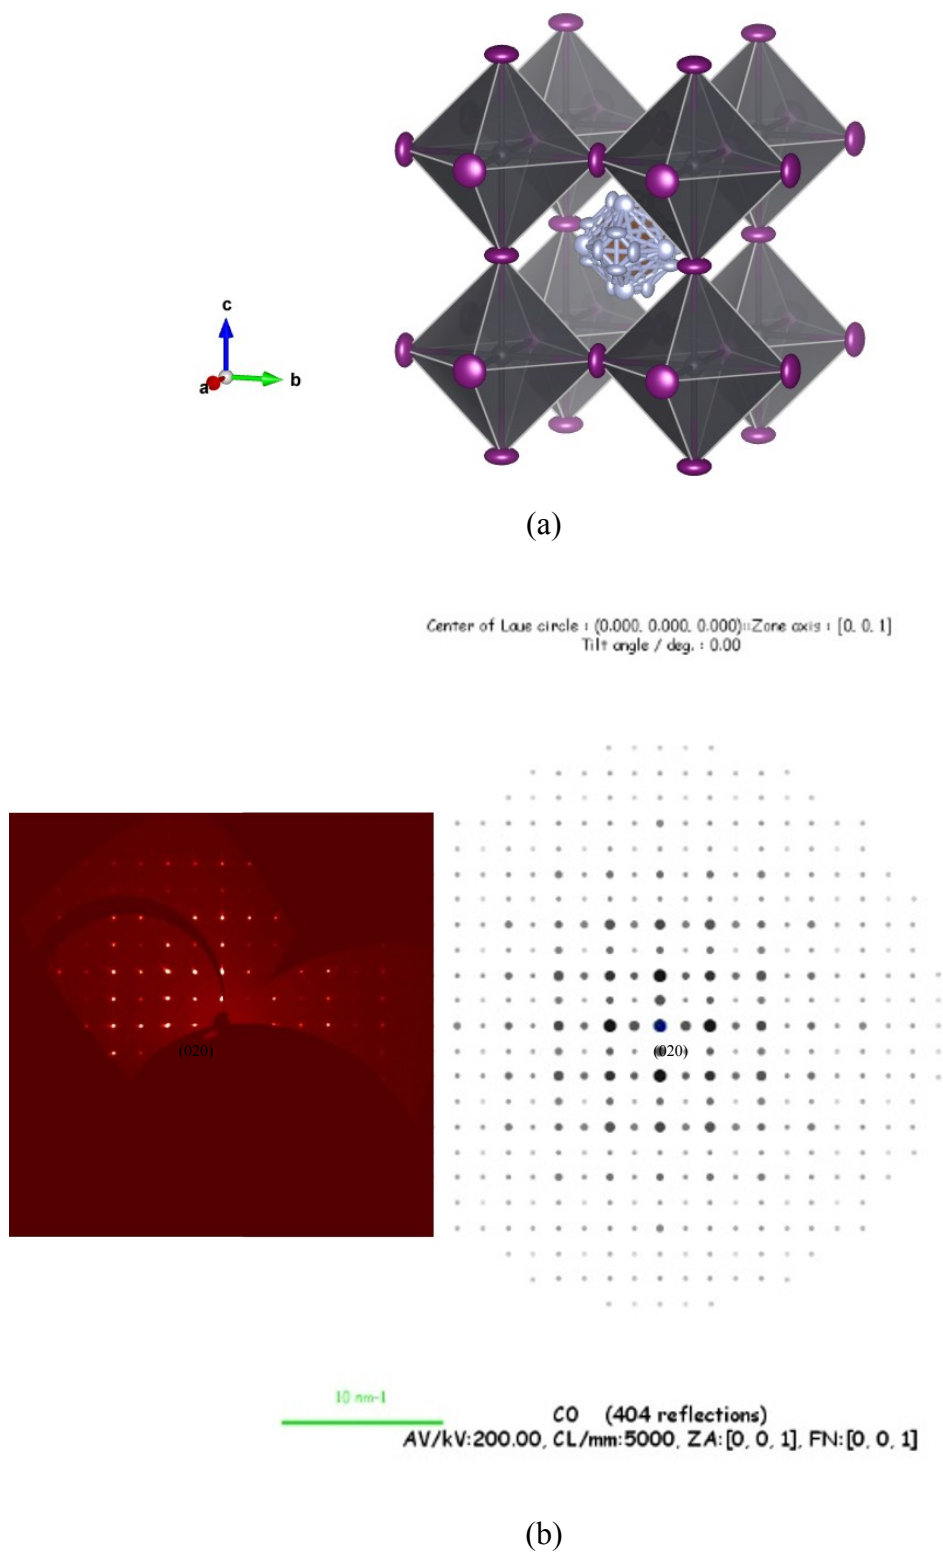 c
a
b
(a)
Center of Laue circle : (0.000, 0.000, 0.000)::Zone axis : [0, 0, 1]
Tilt angle / deg. : 0.00
(020)
(020)
10 nm-1
CO (404 reflections)
AV/kV:200.00, CL/mm:5000, ZA:[0, 0, 1], FN:[0, 0, 1]
(b)